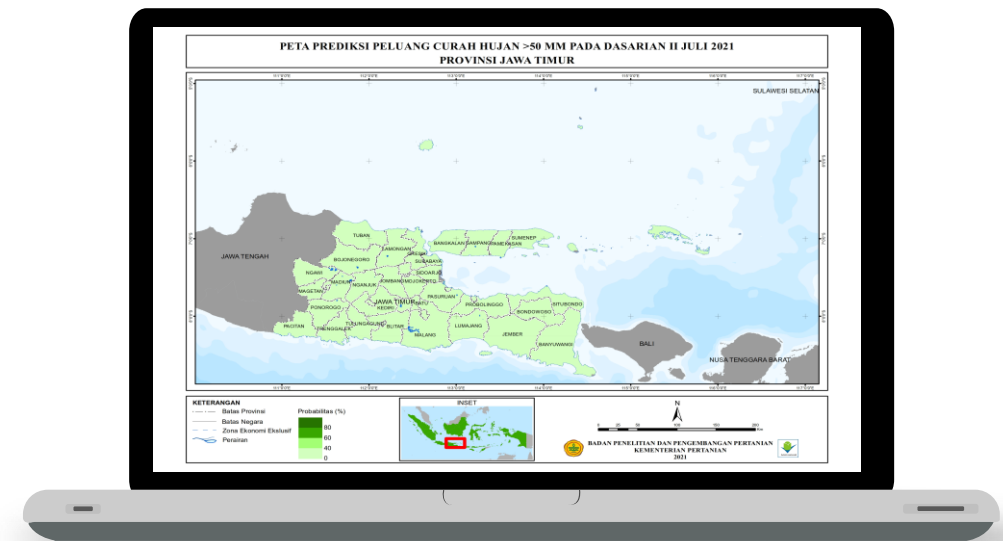 PETA PREDIKSI PELUANG CURAH HUJAN >50 MM PADA DASARIAN II JULI 2021
PROVINSI JAWA TIMUR
SULAWESI SELATAN
JAWA TENGAH
TUBAN
LAMONGAN
BANGKALAN
SAMPANG
PAMEKASAN
SUMENEP
BOJONEGORO
SURABAYA
SIDOARJO
NGAWI
MADIUN
NGANJUK
JOMBANG
MOJOKERTO
MAGETAN
PASURUAN
PONOROGO
JAWA TIMUR
KEDIRI
PROBOLINGGO
SITUBONDO
BONDOWOSO
PACITAN
TRENGGALEK
TULUNGAGUNG
BLITAR
MALANG
LUMAJANG
JEMBER
BANYUWANGI
BALI
NUSA TENGGARA BARAT
KETERANGAN
Batas Provinsi
Batas Negara
Zona Ekonomi Ekslusif
Perairan
Probabilitas (%)
80
60
40
0
INSET
N
BADAN PENELITIAN DAN PENGEMBANGAN PERTANIAN
KEMENTERIAN PERTANIAN
2021